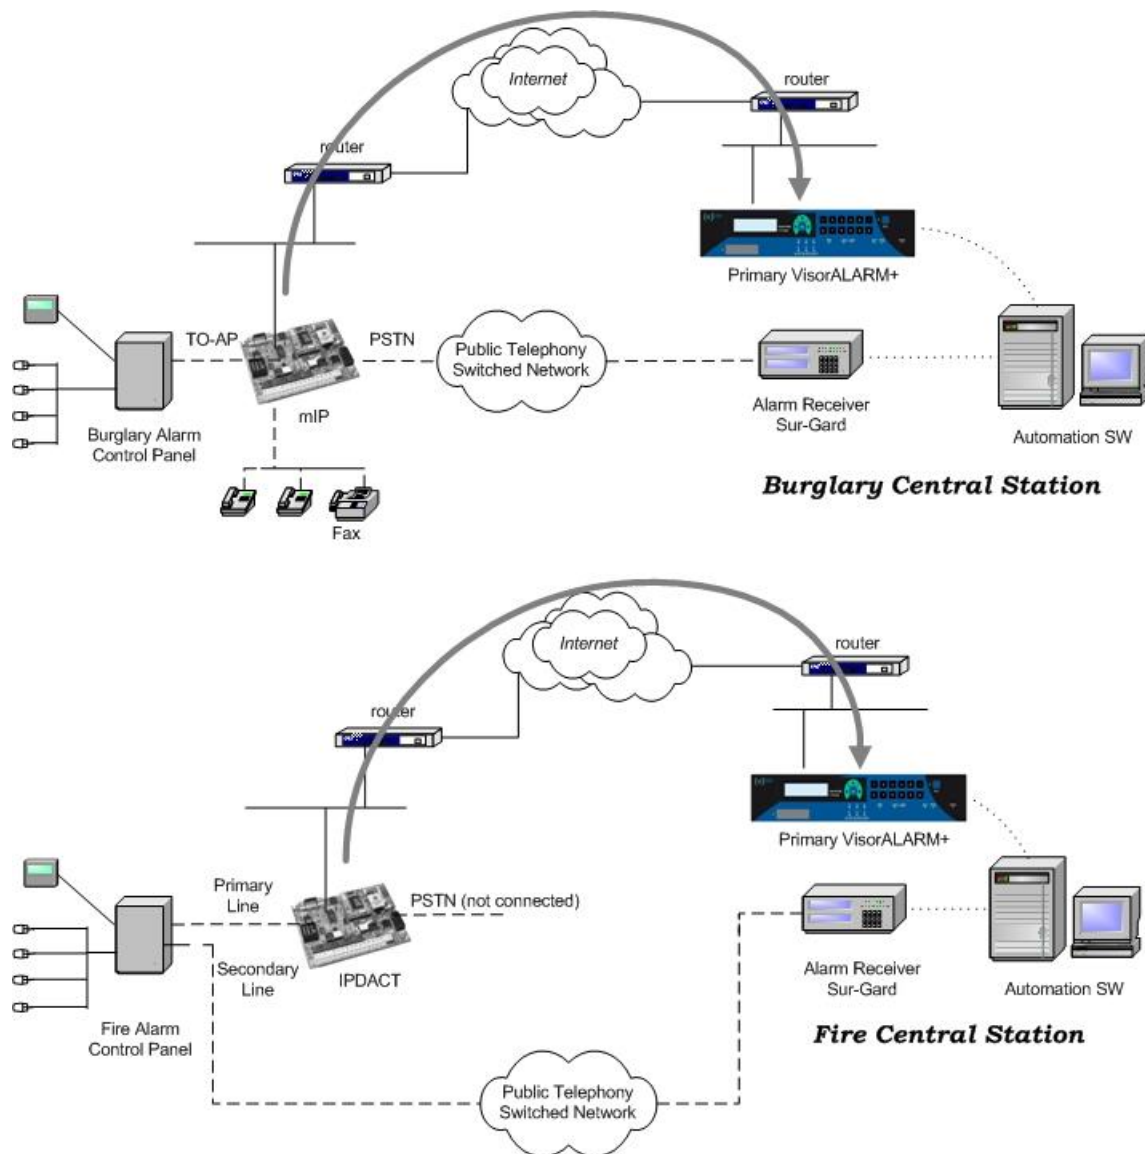 Internet
router
router
Primary VisorALARM+
TO-AP
PSTN
Public Telephony
Switched Network
mIP
Alarm Receiver
Sur-Gard
Automation SW
Burglary Alarm
Control Panel
Burglary Central Station
Fax
Internet
router
router
Primary VisorALARM+
Primary
Line
PSTN (not connected)
Secondary
Line
IPDACT
Alarm Receiver
Sur-Gard
Automation SW
Fire Alarm
Control Panel
Fire Central Station
Public Telephony
Switched Network